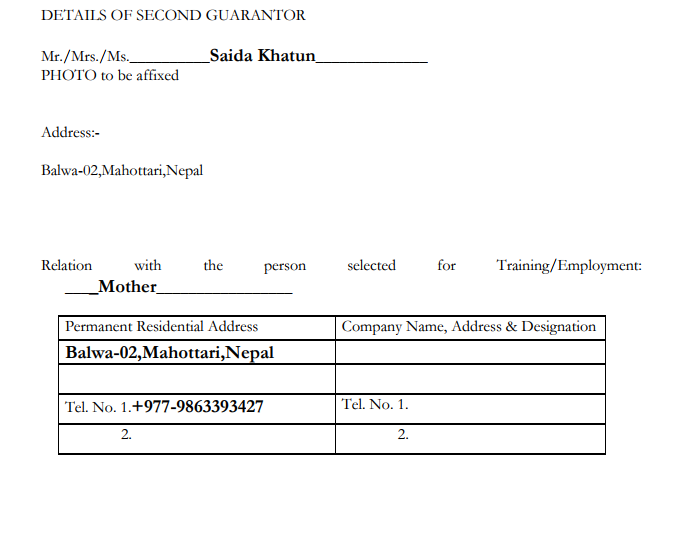 DETAILS OF SECOND GUARANTOR
Mr./Mrs./Ms.__________Saida Khatun______________
PHOTO to be affixed
Address:-
Balwa-02,Mahottari,Nepal
Relation with the person selected for Training/Employment:
____Mother_________________
Permanent Residential Address Company Name, Address & Designation
Balwa-02,Mahottari,Nepal
Tel. No. 1.+977-9863393427 Tel. No. 1.
2. 2.